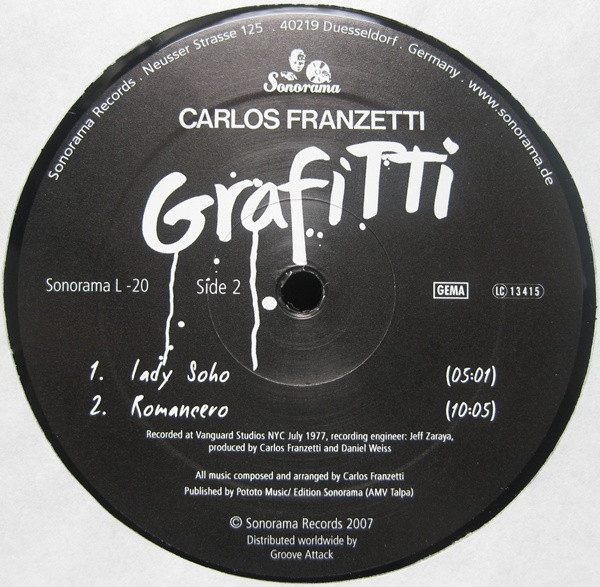 Sonorama Records . Neusser Strasse 125 . 40219 Duesseldorf . Germany . www.sonorama.de
Sonorama
CARLOS FRANZETTI
GrafiTTi
Sonorama L -20 Side 2 GEMA LC 13415
1. lady Soho (05:01)
2. Romancero (10:05)
Recorded at Vanguard Studios NYC July 1977, recording engineer: Jeff Zaraya,
produced by Carlos Franzetti and Daniel Weiss
All music composed and arranged by Carlos Franzetti
Published by Pototo Music/ Edition Sonorama (AMV Talpa)
© Sonorama Records 2007
Distributed worldwide by
Groove Attack